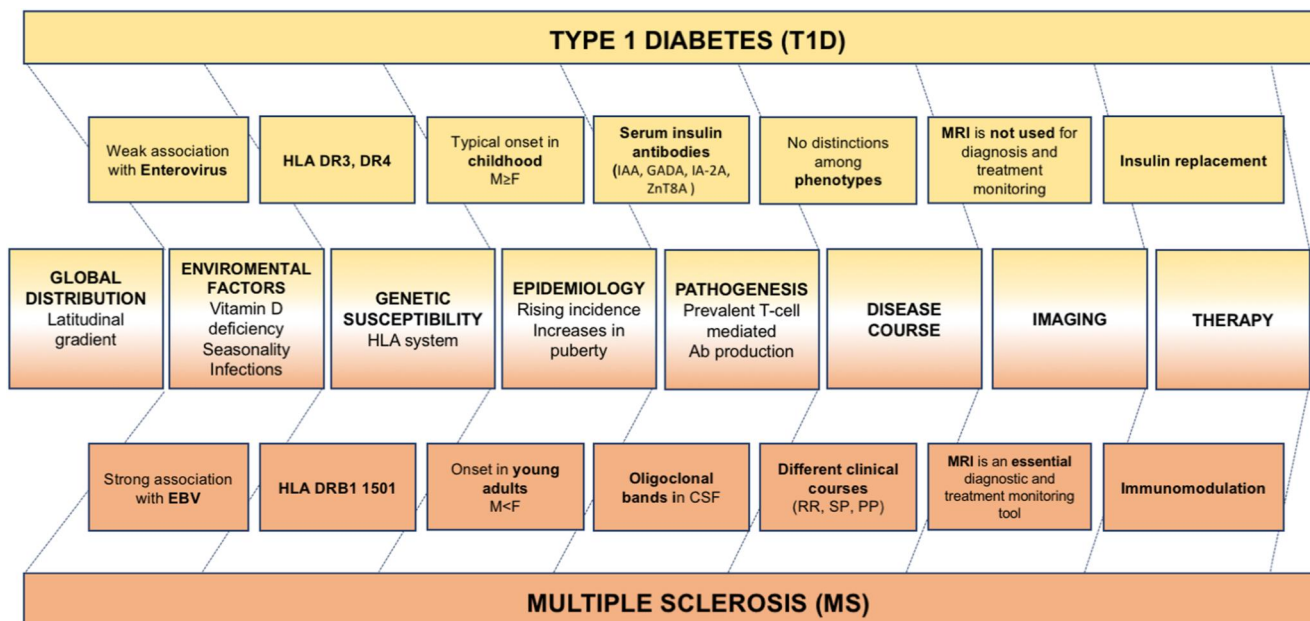 TYPE 1 DIABETES (T1D)
Weak association
with Enterovirus
HLA DR3, DR4
Typical onset in
childhood
M≥F
Serum insulin
antibodies
(IAA, GADA, IA-2A,
ZnT8A )
No distinctions
among
phenotypes
MRI is not used for
diagnosis and
treatment
monitoring
Insulin replacement
GLOBAL
DISTRIBUTION
Latitudinal
gradient
ENVIROMENTAL
FACTORS
Vitamin D
deficiency
Seasonality
Infections
GENETIC
SUSCEPTIBILITY
HLA system
EPIDEMIOLOGY
Rising incidence
Increases in
puberty
PATHOGENESIS
Prevalent T-cell
mediated
Ab production
DISEASE
COURSE
IMAGING
THERAPY
Strong association
with EBV
HLA DRB1 1501
Onset in young
adults
M<F
Oligoclonal
bands in CSF
Different clinical
courses
(RR, SP, PP)
MRI is an essential
diagnostic and
treatment monitoring
tool
Immunomodulation
MULTIPLE SCLEROSIS (MS)